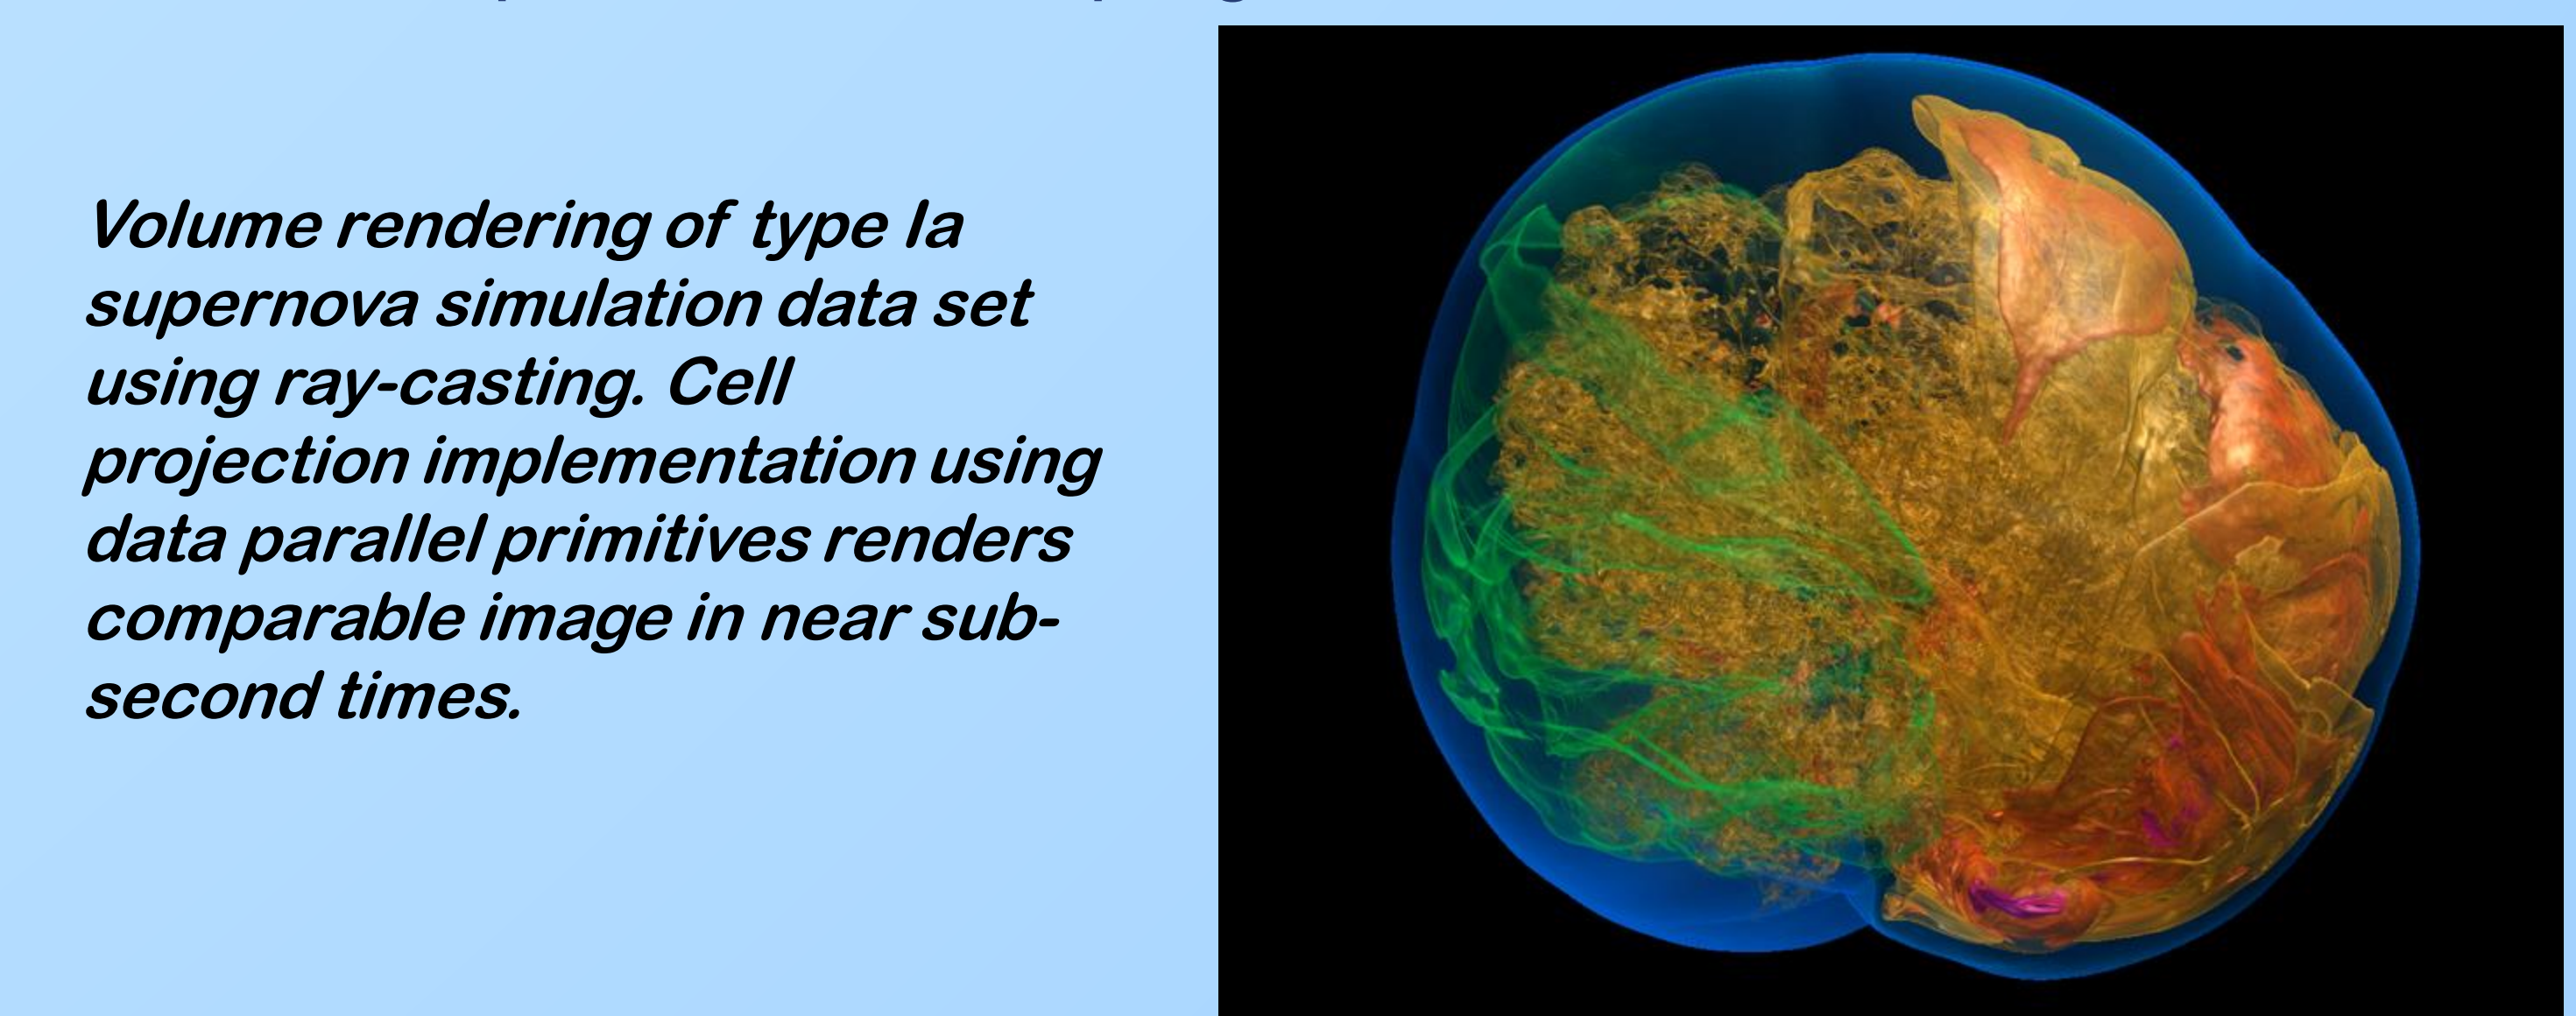 Volume rendering of type Ia
supernova simulation data set
using ray-casting. Cell
projection implementation using
data parallel primitives renders
comparable image in near sub-
second times.